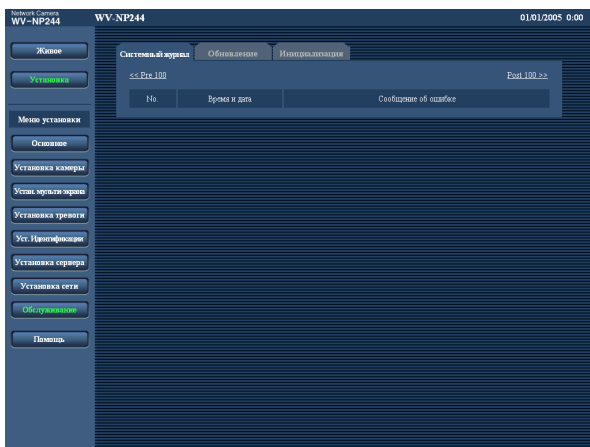 Network Camera
WV-NP244
WV-NP244
01/01/2005 0:00
Живое
Установка
Меню установки
Основное
Установка камеры
Устан. мульти-экрана
Установка тревоги
Уст. Идентификации
Установка сервера
Установка сети
Обслуживание
Помощь
Системный журнал
Обновление
Инициализация
<< Pre 100
Post 100 >>
No.
Время и дата
Сообщение об ошибке